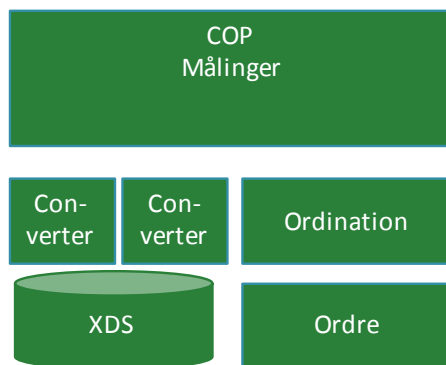 COP
Målinger
Con-
verter
Con-
verter
Ordination
XDS
Ordre